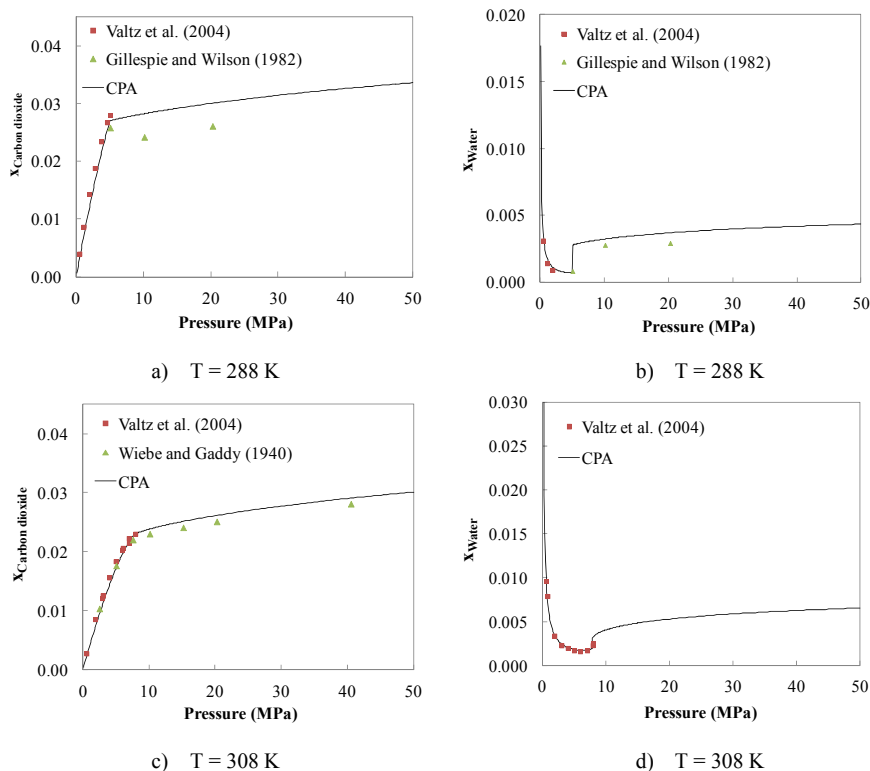 Valtz et al. (2004)
Gillespie and Wilson (1982)
CPA
0.04
0.03
0.02
0.01
0.00
xCarbon dioxide
0 10 20 30 40 50
Pressure (MPa)
a) T = 288 K
Valtz et al. (2004)
Gillespie and Wilson (1982)
CPA
0.020
0.015
0.010
0.005
0.000
xWater
0 10 20 30 40 50
Pressure (MPa)
b) T = 288 K
Valtz et al. (2004)
Wiebe and Gaddy (1940)
CPA
0.04
0.03
0.02
0.01
0.00
xCarbon dioxide
0 10 20 30 40 50
Pressure (MPa)
c) T = 308 K
Valtz et al. (2004)
CPA
0.030
0.025
0.020
0.015
0.010
0.005
0.000
xWater
0 10 20 30 40 50
Pressure (MPa)
d) T = 308 K